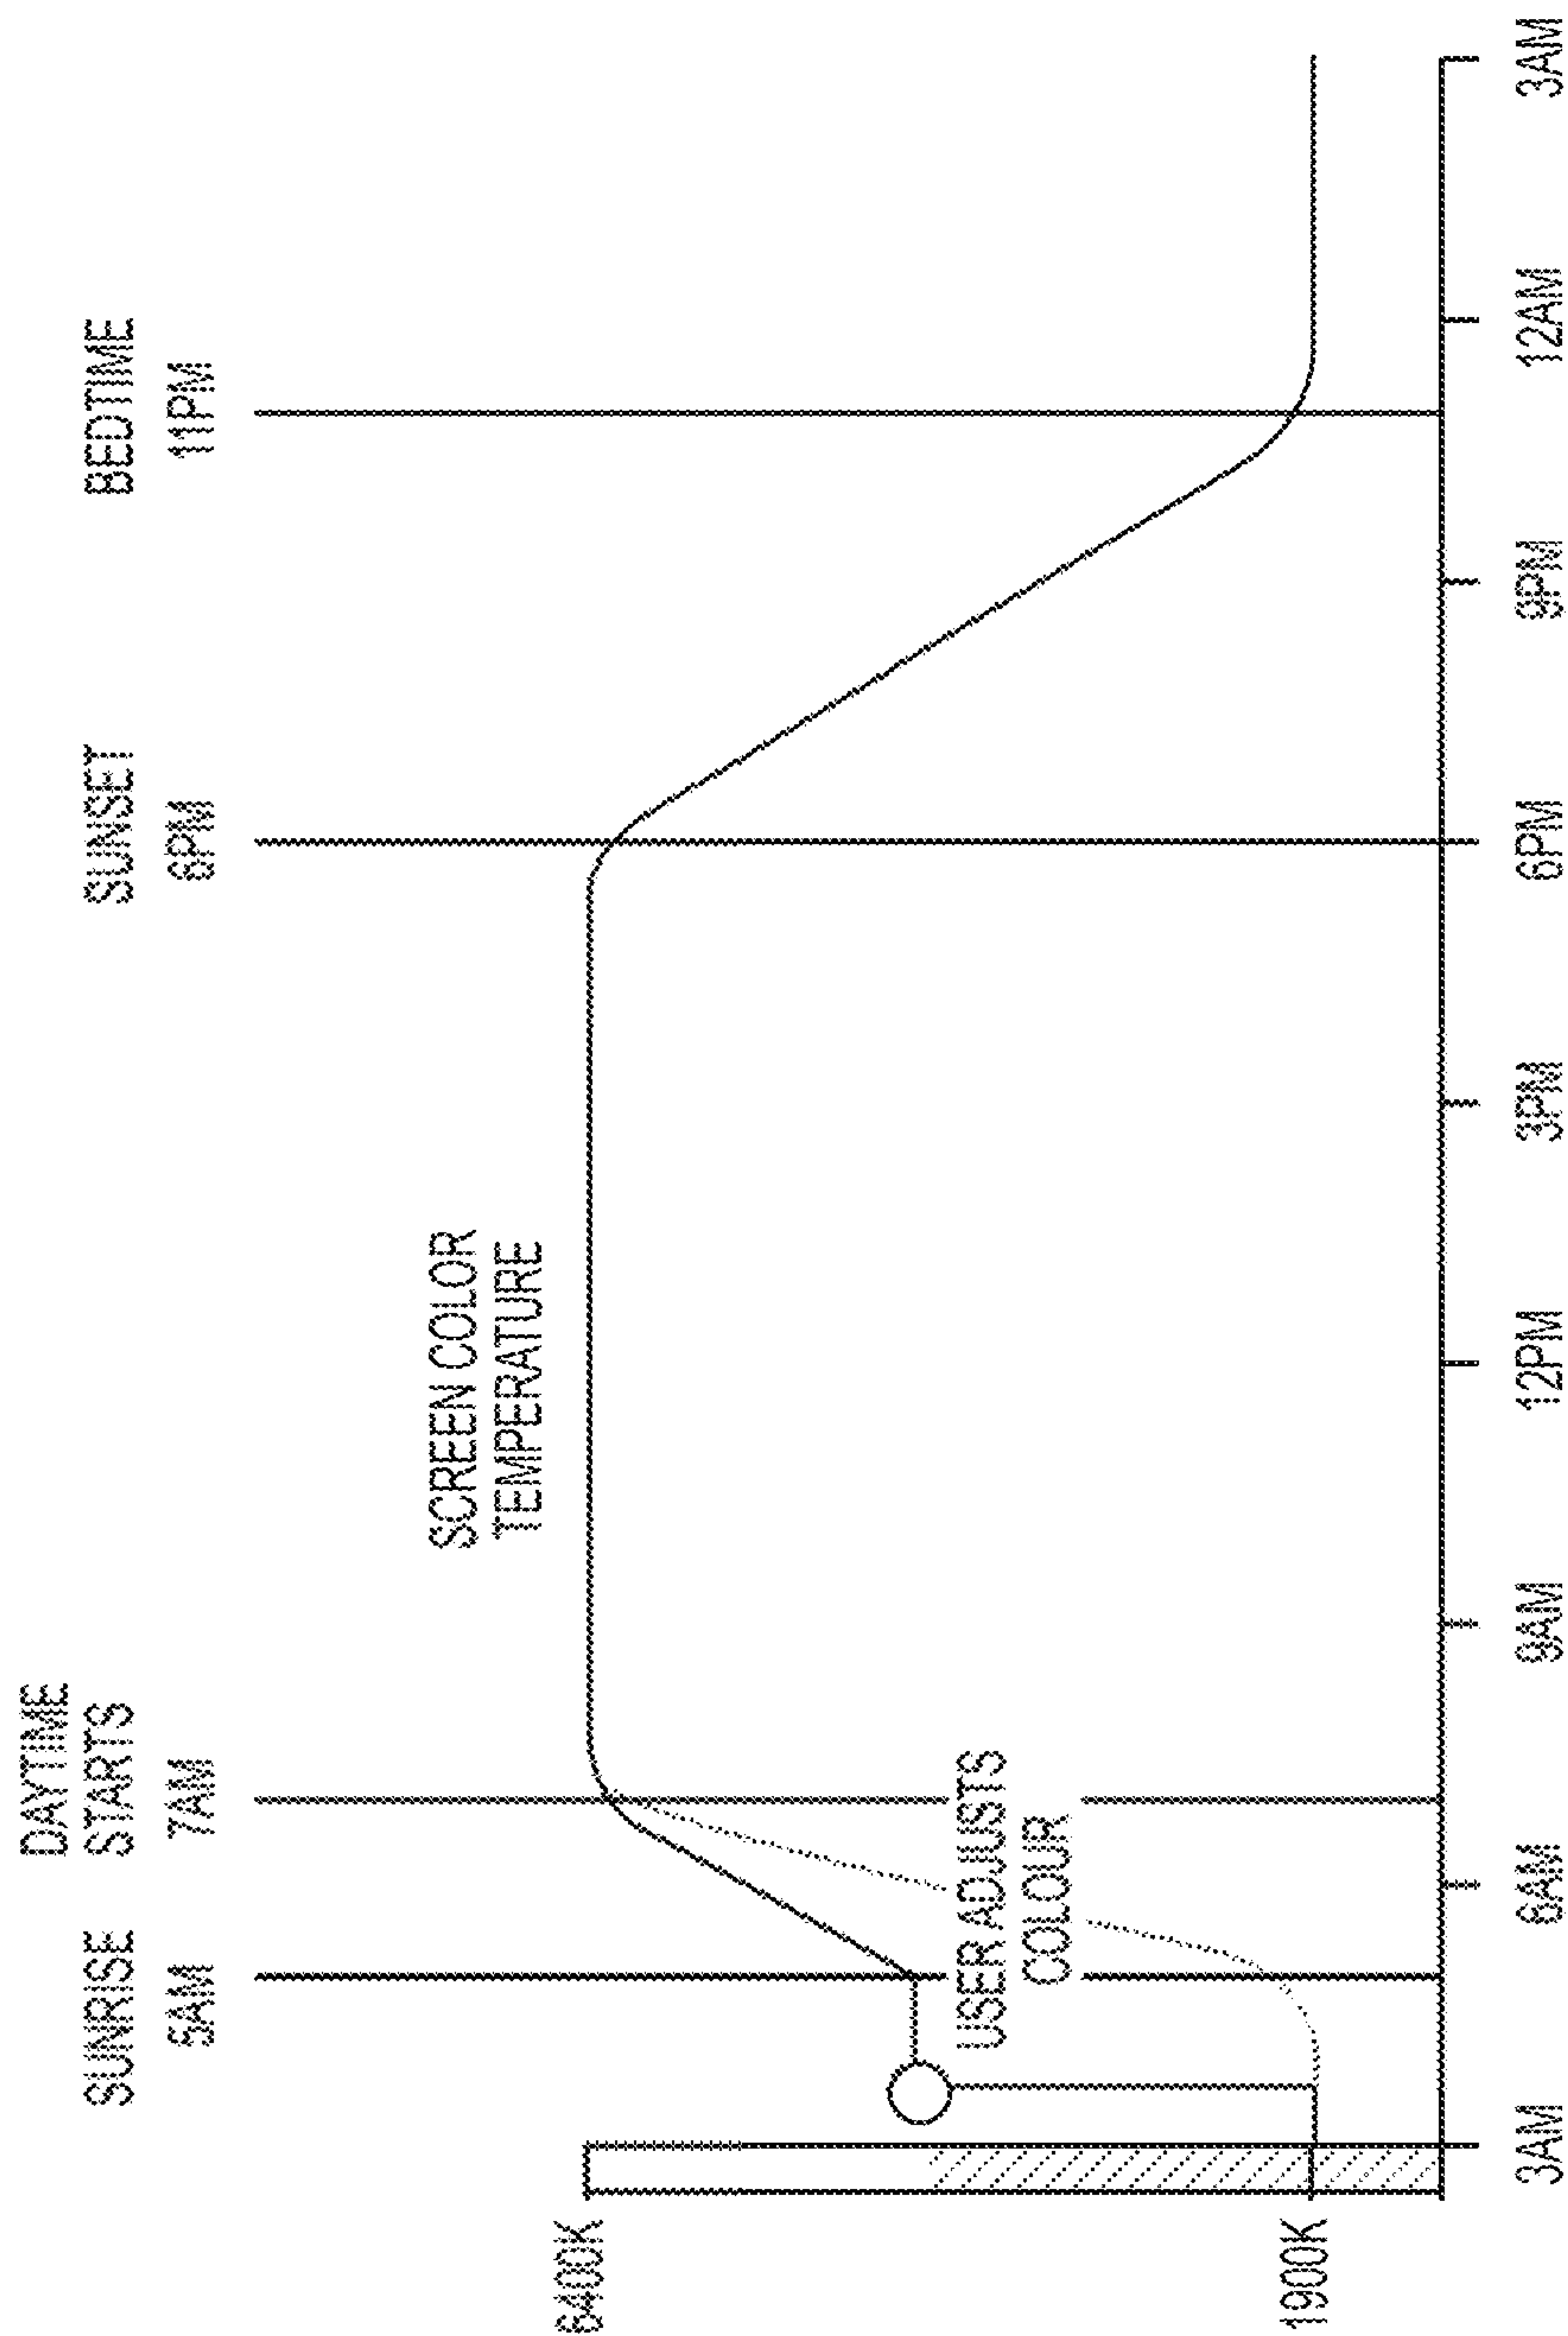 SUNRISE
5AM
DAYTIME
STARTS
7AM
SUNSET
6PM
BEDTIME
11PM
SCREEN COLOR
TEMPERATURE
6400K
USER ADJUSTS
COLOUR
1900K
3AM
6AM
9AM
12PM
3PM
6PM
9PM
12AM
3AM